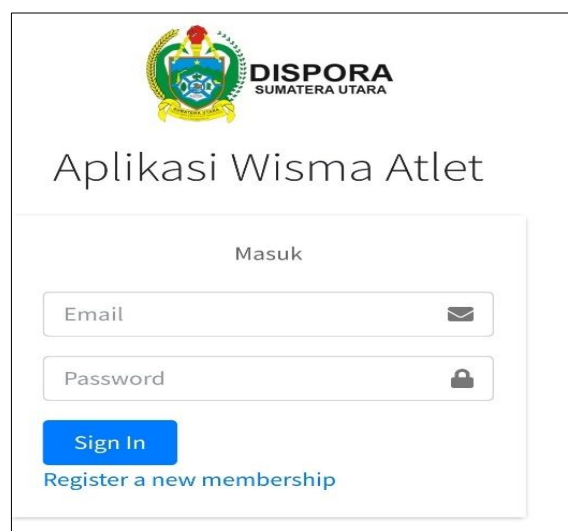 DISPORA
SUMATERA UTARA
Aplikasi Wisma Atlet
Masuk
Email
Password
Sign In
Register a new membership